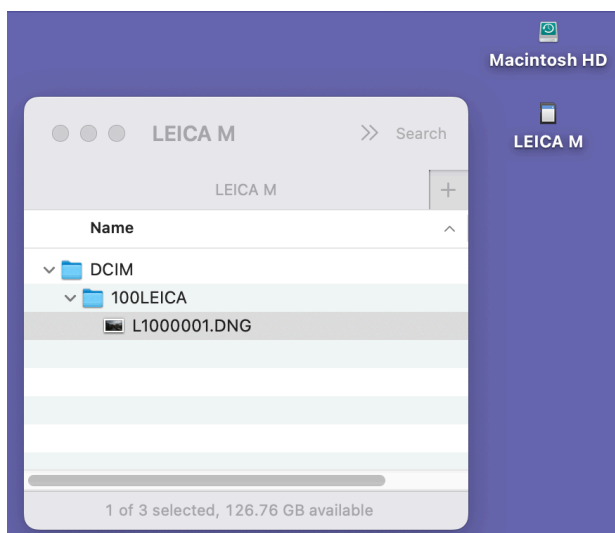 Macintosh HD
LEICA M
LEICA M
Search
LEICA M
Name
DCIM
100LEICA
L1000001.DNG
1 of 3 selected, 126.76 GB available